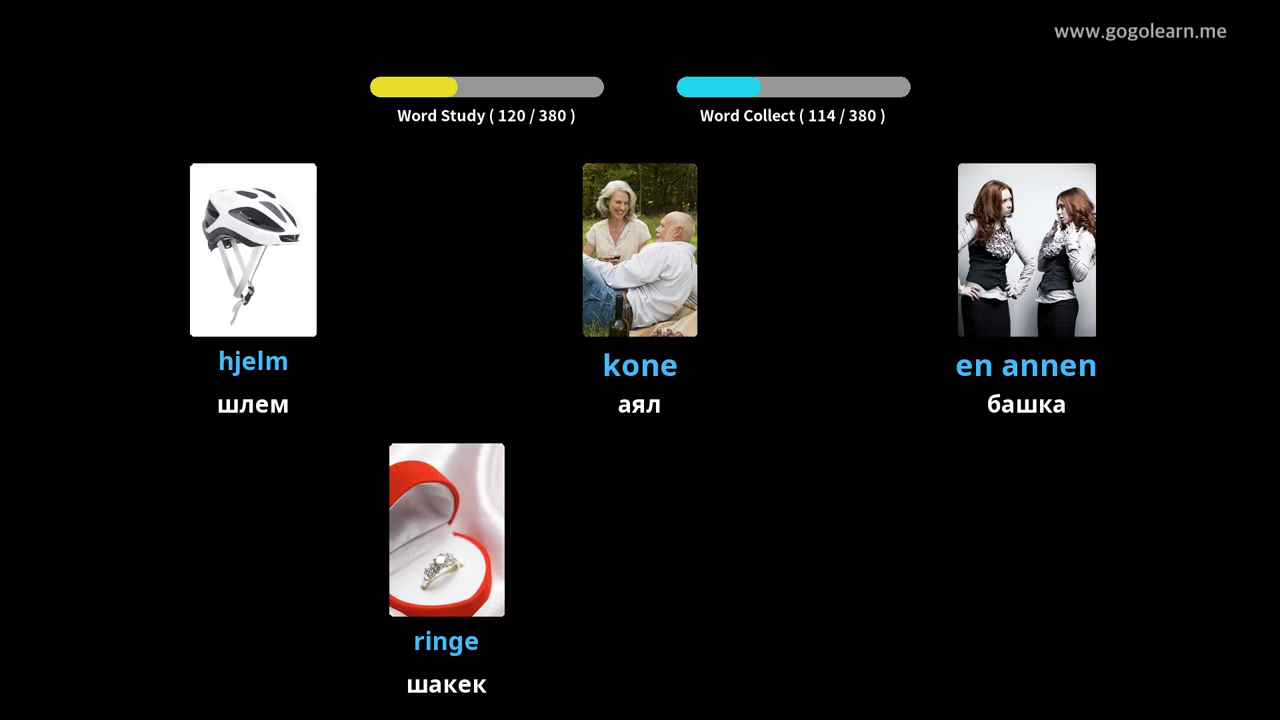 www.gogolearn.me
Word Study ( 120 / 380 )
Word Collect ( 114 / 380 )
hjelm
kone
en annen
шлем
аял
башка
ringe
шакек